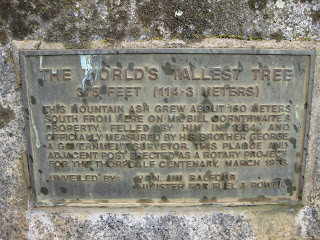 THE WORLD'S TALLEST TREE
375 FEET (114·3 METERS)
THIS MOUNTAIN ASH GREW ABOUT 180 METERS
SOUTH FROM HERE ON MR. BILL CORNTHWAITE'S
PROPERTY. FELLED BY HIM IN 1884, AND
OFFICIALLY MEASURED BY HIS BROTHER GEORGE
A GOVERNMENT SURVEYOR. THIS PLAQUE AND
ADJACENT POST ERECTED AS A ROTARY PROJECT
FOR THE THORPDALE CENTENARY, MARCH
UNVEILED BY:- HON. JIM BALFOUR
MINISTER FOR FUEL & POWER